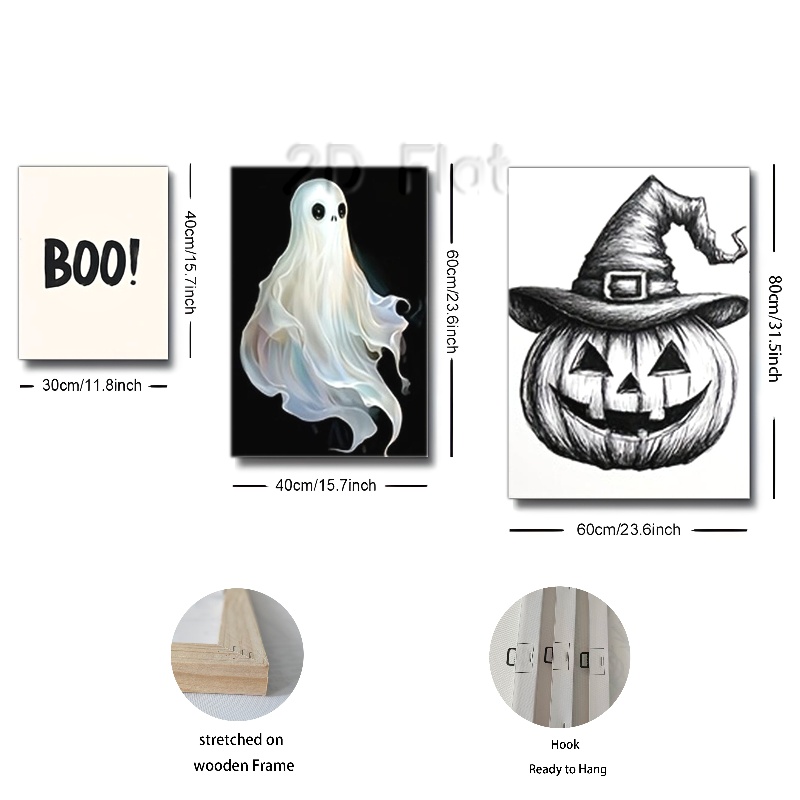 2D Flat
BOO!
40cm/15.7inch
30cm/11.8inch
60cm/23.6inch
40cm/15.7inch
80cm/31.5inch
60cm/23.6inch
stretched on
wooden Frame
Hook
Ready to Hang